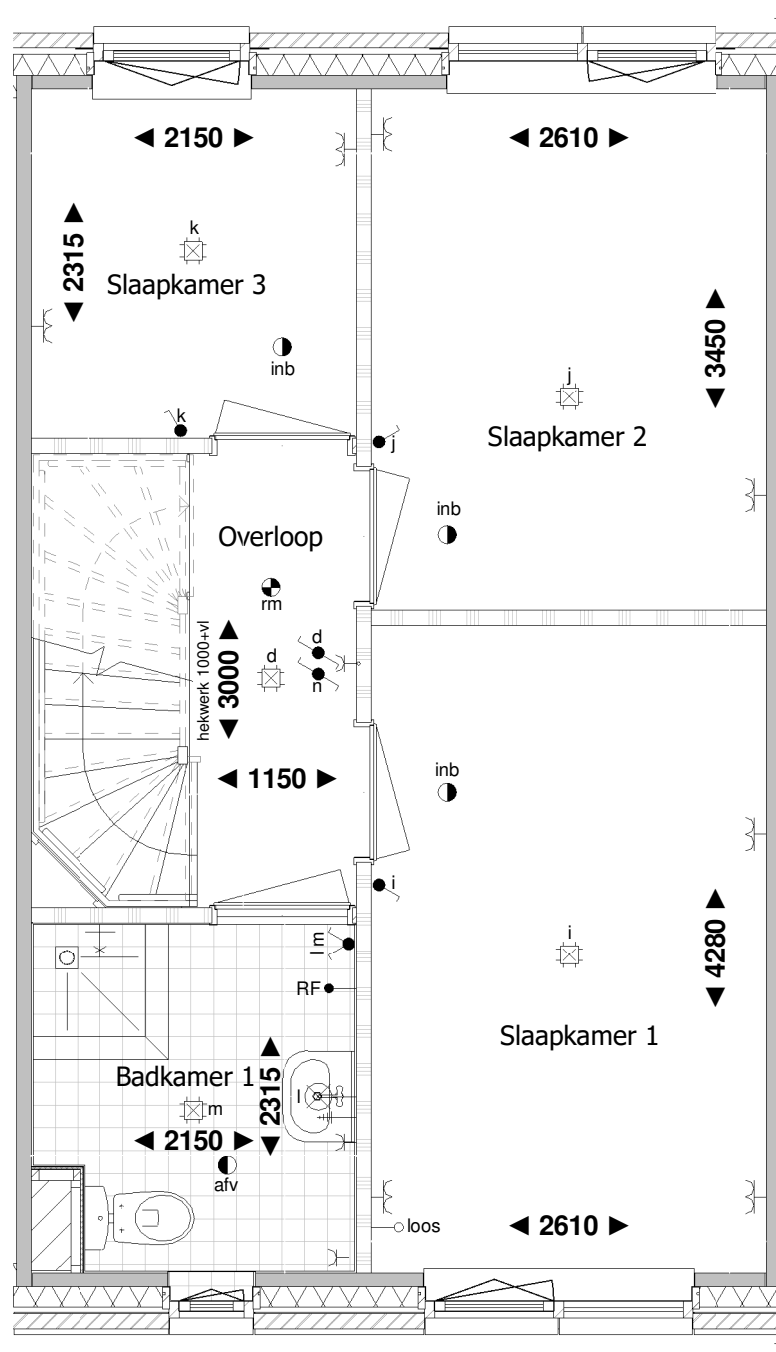 ◄ 2150 ►
◄ 2610 ►
◄ 2315 ►
k
Slaapkamer 3
inb
k
◄ 3450 ►
j
Slaapkamer 2
j
inb
Overloop
rm
hekwerk 1000+vl
◄ 3000 ►
d
d
n
◄ 1150 ►
inb
i
i
◄ 4280 ►
Slaapkamer 1
l m
RF
Badkamer 1
◄ 2315 ►
l
m
◄ 2150 ►
afv
loos
◄ 2610 ►